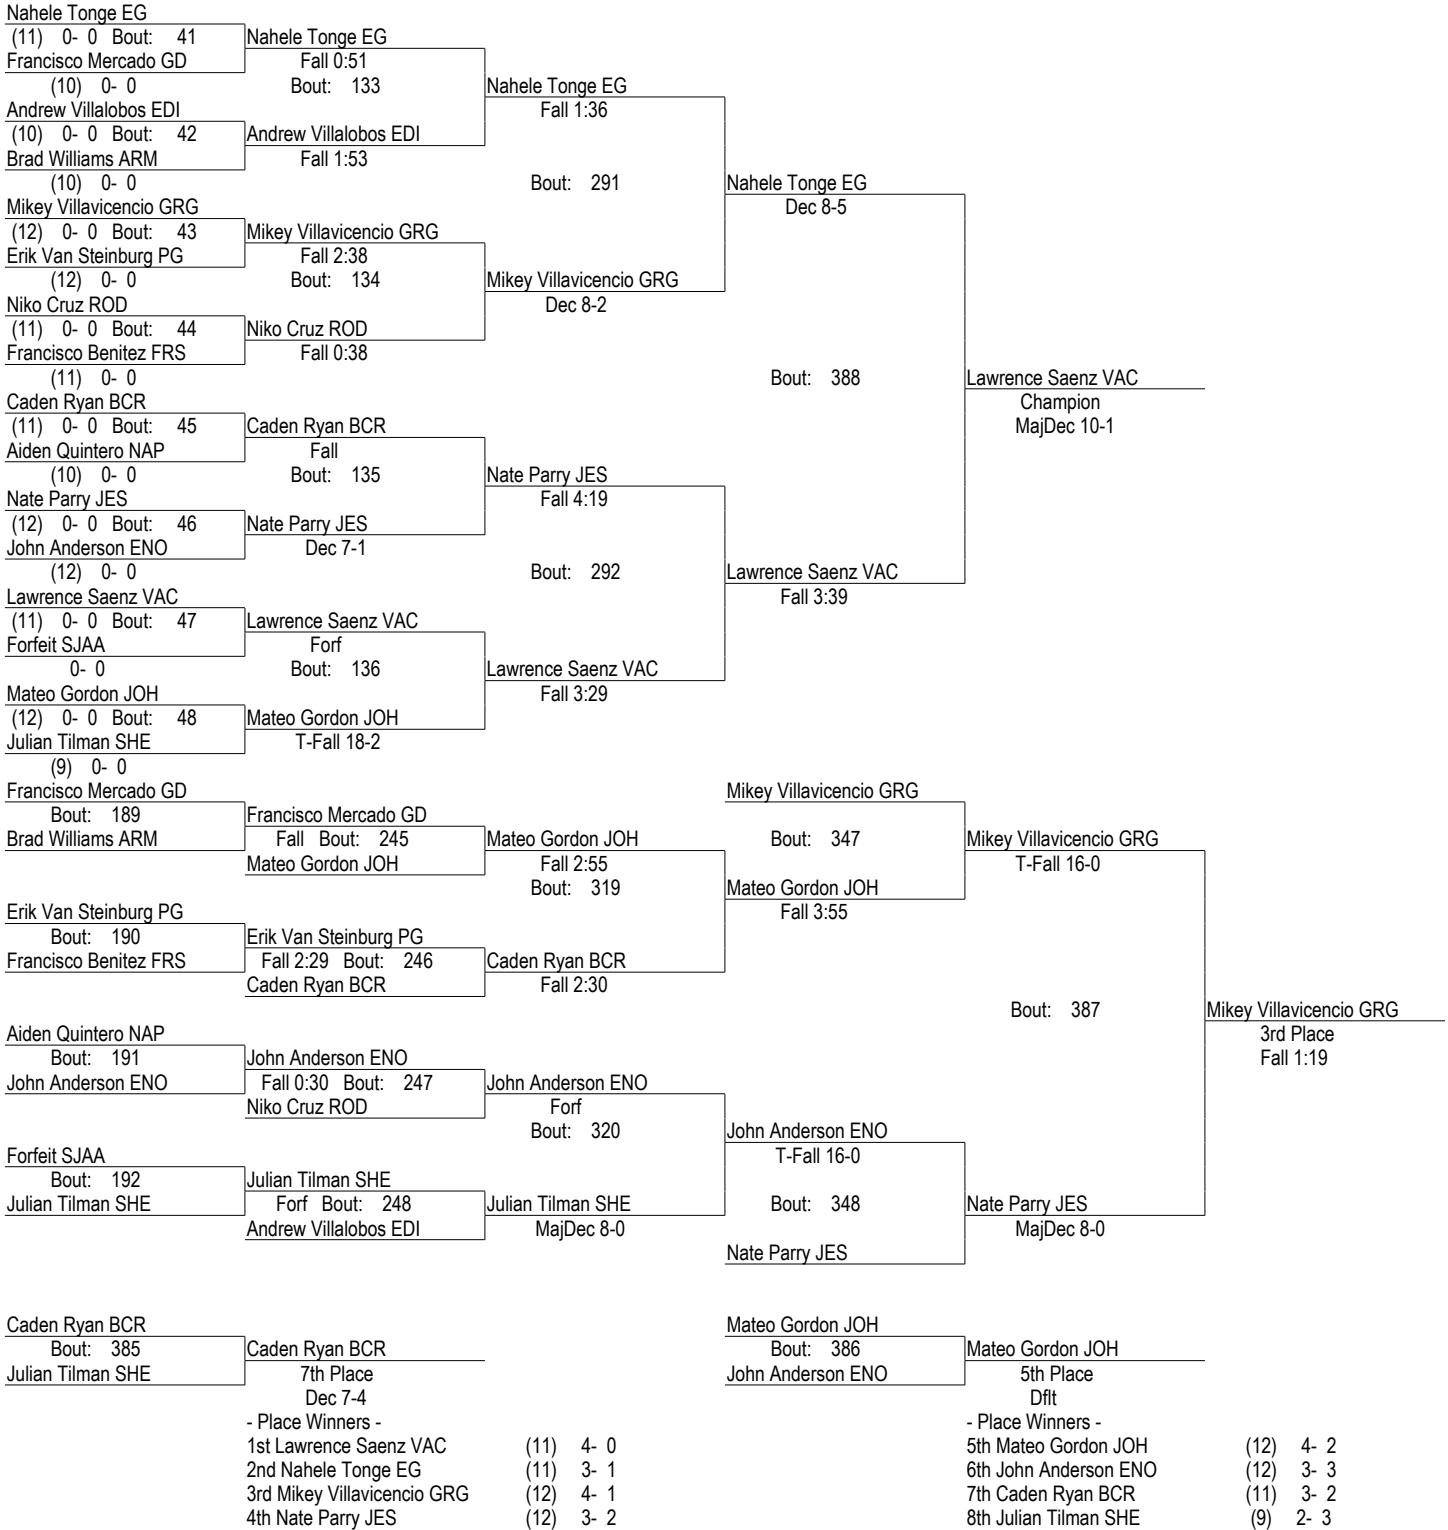 Nahele Tonge EG
(11) 0- 0 Bout: 41 Nahele Tonge EG
Francisco Mercado GD Fall 0:51
(10) 0- 0 Bout: 133 Nahele Tonge EG
Andrew Villalobos EDI Fall 1:36
(10) 0- 0 Bout: 42 Andrew Villalobos EDI
Brad Williams ARM Fall 1:53
(10) 0- 0 Bout: 291 Nahele Tonge EG
Mikey Villavicencio GRG Dec 8-5
(12) 0- 0 Bout: 43 Mikey Villavicencio GRG
Erik Van Steinburg PG Fall 2:38
(12) 0- 0 Bout: 134 Mikey Villavicencio GRG
Niko Cruz ROD Dec 8-2
(11) 0- 0 Bout: 44 Niko Cruz ROD
Francisco Benitez FRS Fall 0:38
(11) 0- 0 Bout: 388 Lawrence Saenz VAC
Caden Ryan BCR Champion
(11) 0- 0 Bout: 45 Caden Ryan BCR MajDec 10-1
Aiden Quintero NAP Fall
(10) 0- 0 Bout: 135 Nate Parry JES
Nate Parry JES Fall 4:19
(12) 0- 0 Bout: 46 Nate Parry JES
John Anderson ENO Dec 7-1
(12) 0- 0 Bout: 292 Lawrence Saenz VAC
Lawrence Saenz VAC Fall 3:39
(11) 0- 0 Bout: 47 Lawrence Saenz VAC
Forfeit SJAA Forf
0- 0 Bout: 136 Lawrence Saenz VAC
Mateo Gordon JOH Fall 3:29
(12) 0- 0 Bout: 48 Mateo Gordon JOH
Julian Tilman SHE T-Fall 18-2
(9) 0- 0
Francisco Mercado GD Mikey Villavicencio GRG
Bout: 189 Francisco Mercado GD
Brad Williams ARM Fall Bout: 245 Mateo Gordon JOH Bout: 347 Mikey Villavicencio GRG
Mateo Gordon JOH Fall 2:55 T-Fall 16-0
Bout: 319 Mateo Gordon JOH
Erik Van Steinburg PG Fall 3:55
Bout: 190 Erik Van Steinburg PG
Francisco Benitez FRS Fall 2:29 Bout: 246 Caden Ryan BCR
Caden Ryan BCR Fall 2:30
Bout: 387 Mikey Villavicencio GRG
Aiden Quintero NAP 3rd Place
Bout: 191 John Anderson ENO Fall 1:19
John Anderson ENO Fall 0:30 Bout: 247 John Anderson ENO
Niko Cruz ROD Forf
Bout: 320 John Anderson ENO
Forfeit SJAA T-Fall 16-0
Bout: 192 Julian Tilman SHE
Julian Tilman SHE Forf Bout: 248 Julian Tilman SHE Bout: 348 Nate Parry JES
Andrew Villalobos EDI MajDec 8-0 MajDec 8-0
Nate Parry JES
Caden Ryan BCR Mateo Gordon JOH
Bout: 385 Caden Ryan BCR Bout: 386 Mateo Gordon JOH
Julian Tilman SHE 7th Place John Anderson ENO 5th Place
Dec 7-4 Dflt
- Place Winners - - Place Winners -
1st Lawrence Saenz VAC (11) 4- 0 5th Mateo Gordon JOH (12) 4- 2
2nd Nahele Tonge EG (11) 3- 1 6th John Anderson ENO (12) 3- 3
3rd Mikey Villavicencio GRG (12) 4- 1 7th Caden Ryan BCR (11) 3- 2
4th Nate Parry JES (12) 3- 2 8th Julian Tilman SHE (9) 2- 3